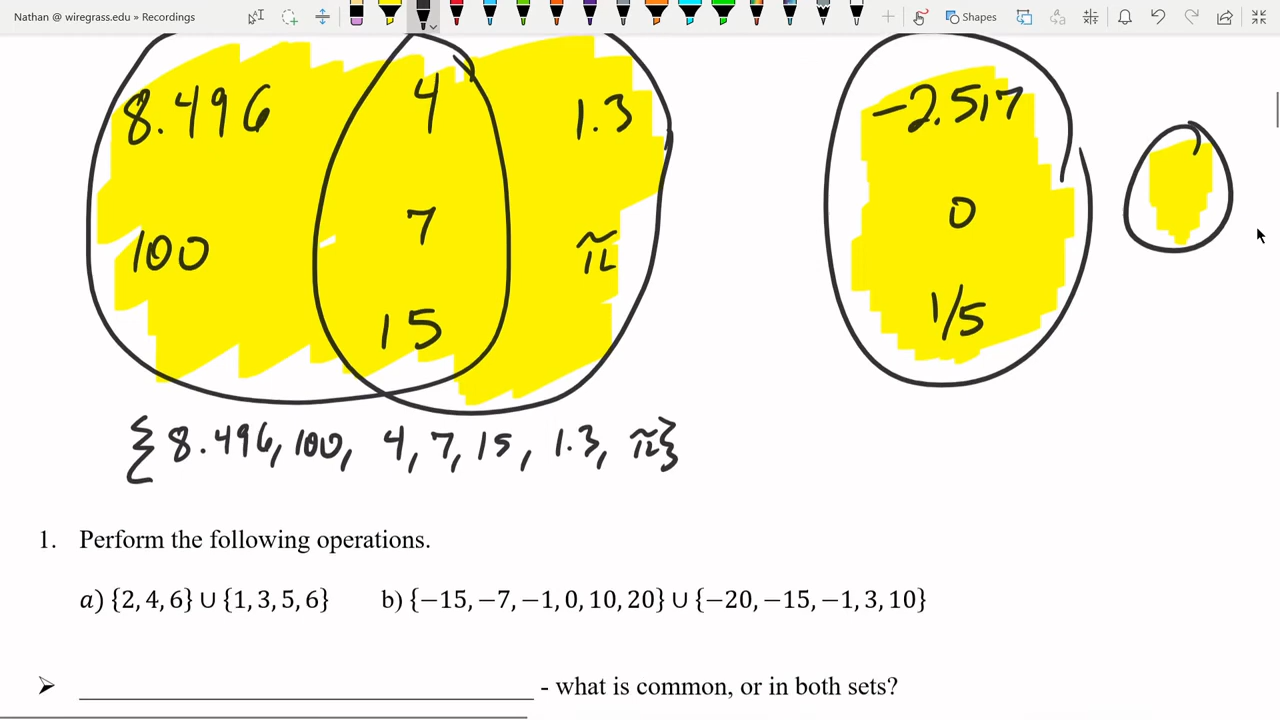 Nathan @ wiregrass.edu » Recordings
Shapes
8.496 4 1.3 -2.517
100 7 π 0
15 1/5
{8.496, 100, 4, 7, 15, 1.3, π}
1. Perform the following operations.
a) {2, 4, 6} ∪ {1, 3, 5, 6} b) {−15, −7, −1, 0, 10, 20} ∪ {−20, −15, −1, 3, 10}
➢ ____________________ - what is common, or in both sets?